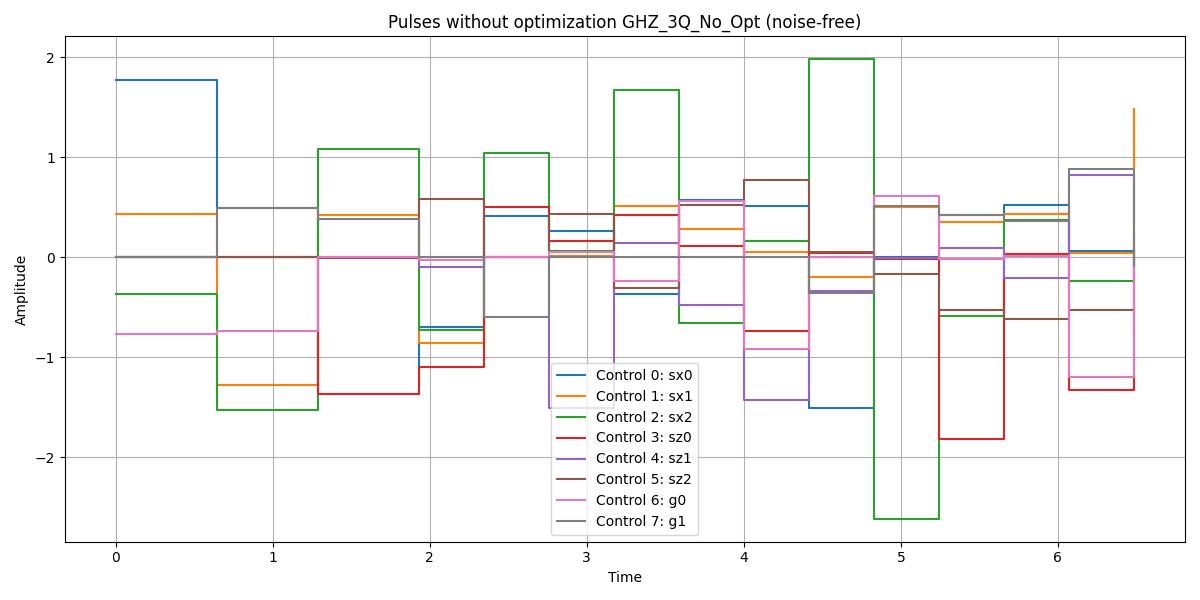 Pulses without optimization GHZ_3Q_No_Opt (noise-free)
2
1
0
−1
−2
Amplitude
Control 0: sx0
Control 1: sx1
Control 2: sx2
Control 3: sz0
Control 4: sz1
Control 5: sz2
Control 6: g0
Control 7: g1
0 1 2 3 4 5 6
Time